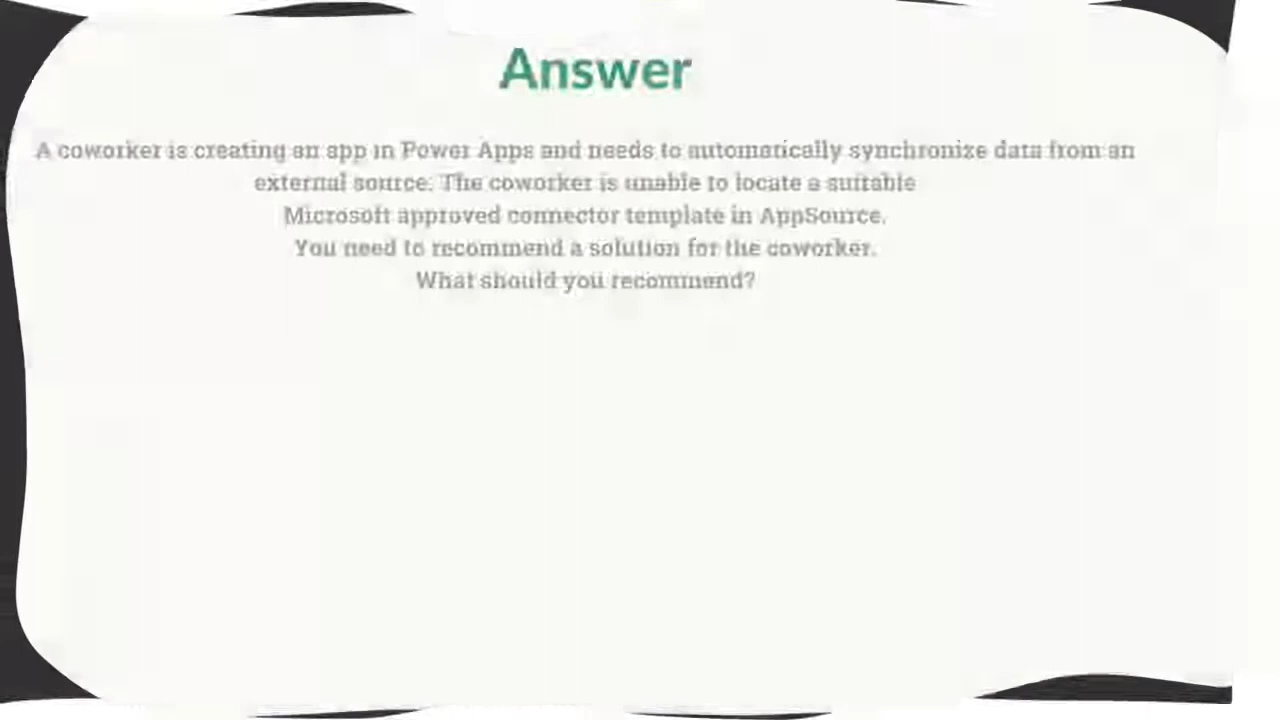 Answer
A coworker is creating an app in Power Apps and needs to automatically synchronize data from an
external source. The coworker is unable to locate a suitable
Microsoft approved connector template in AppSource.
You need to recommend a solution for the coworker.
What should you recommend?